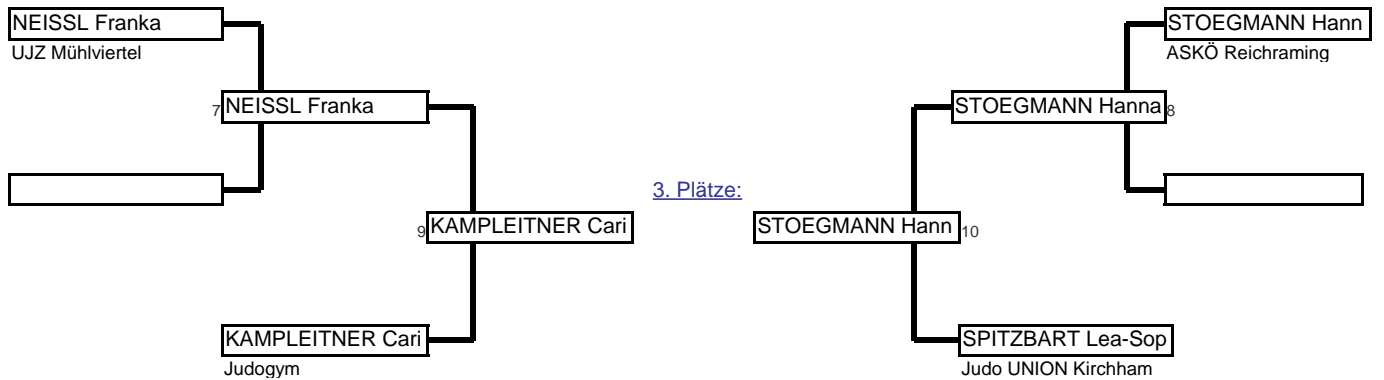 NEISSL Franka
UJZ Mühlviertel
7 NEISSL Franka
9 KAMPLEITNER Cari
KAMPLEITNER Cari
Judogym
3. Plätze:
STOEGMANN Hann
ASKÖ Reichraming
STOEGMANN Hanna 8
STOEGMANN Hann 10
SPITZBART Lea-Sop
Judo UNION Kirchham